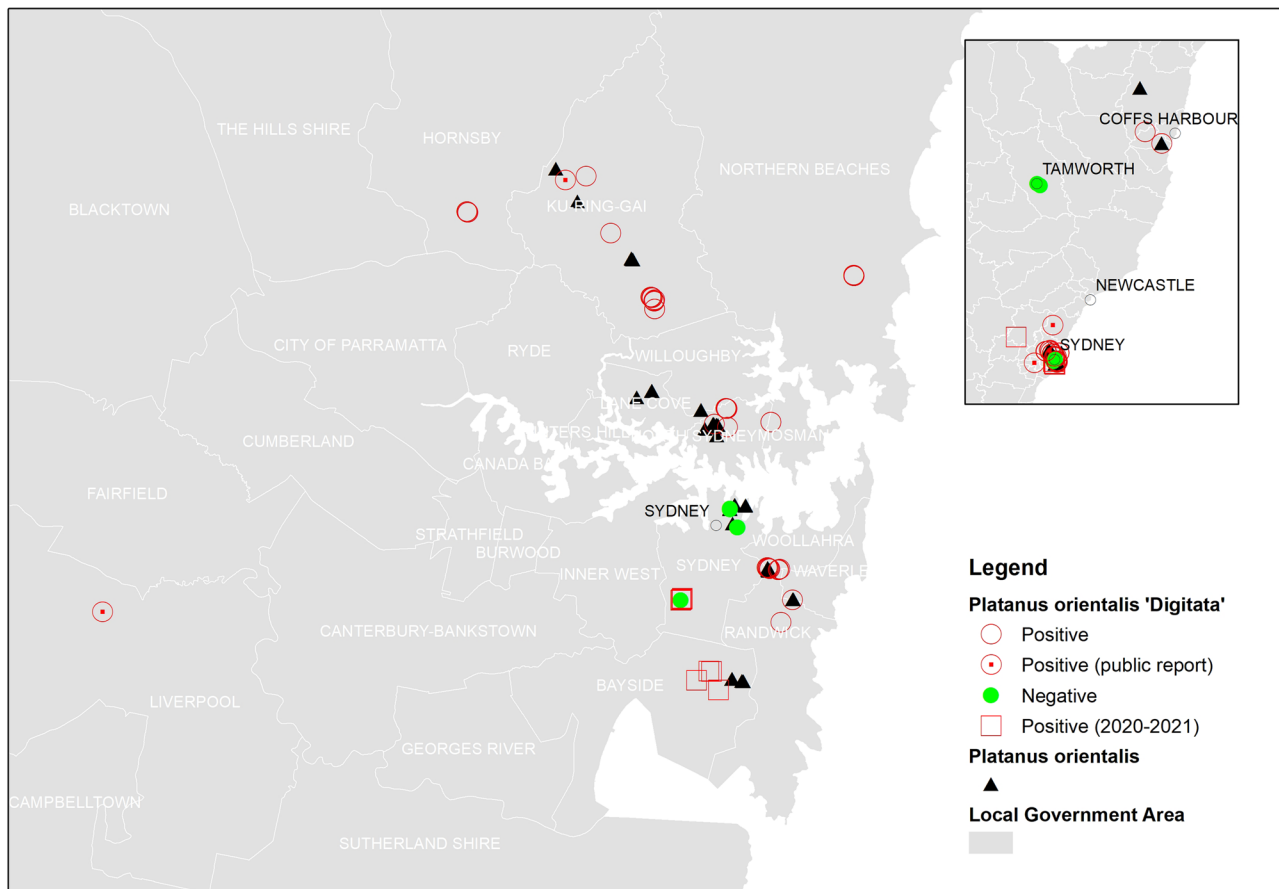 THE HILLS SHIRE
HORNSBY
NORTHERN BEACHES
BLACKTOWN
KU-RING-GAI
CITY OF PARRAMATTA
RYDE
WILLOUGHBY
LANE COVE
CUMBERLAND
SYDNEY
MOSMAN
CANADA BA
FAIRFIELD
SYDNEY
STRATHFIELD
BURWOOD
WOOLLAHRA
INNER WEST
SYDNEY
WAVERLE
CANTERBURY-BANKSTOWN
RANDWICK
BAYSIDE
LIVERPOOL
GEORGES RIVER
CAMPBELLTOWN
SUTHERLAND SHIRE
COFFS HARBOUR
TAMWORTH
NEWCASTLE
SYDNEY
Legend
Platanus orientalis 'Digitata'
Positive
Positive (public report)
Negative
Positive (2020-2021)
Platanus orientalis
Local Government Area